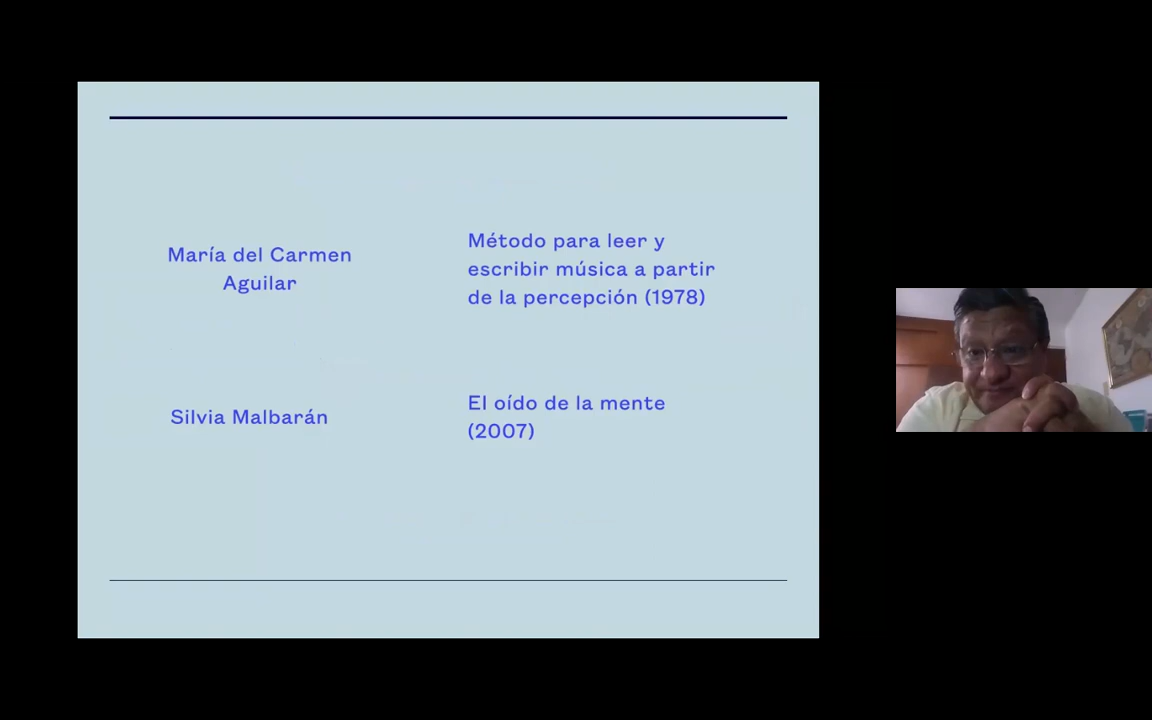 María del Carmen
Aguilar
Método para leer y
escribir música a partir
de la percepción (1978)
Silvia Malbarán
El oído de la mente
(2007)